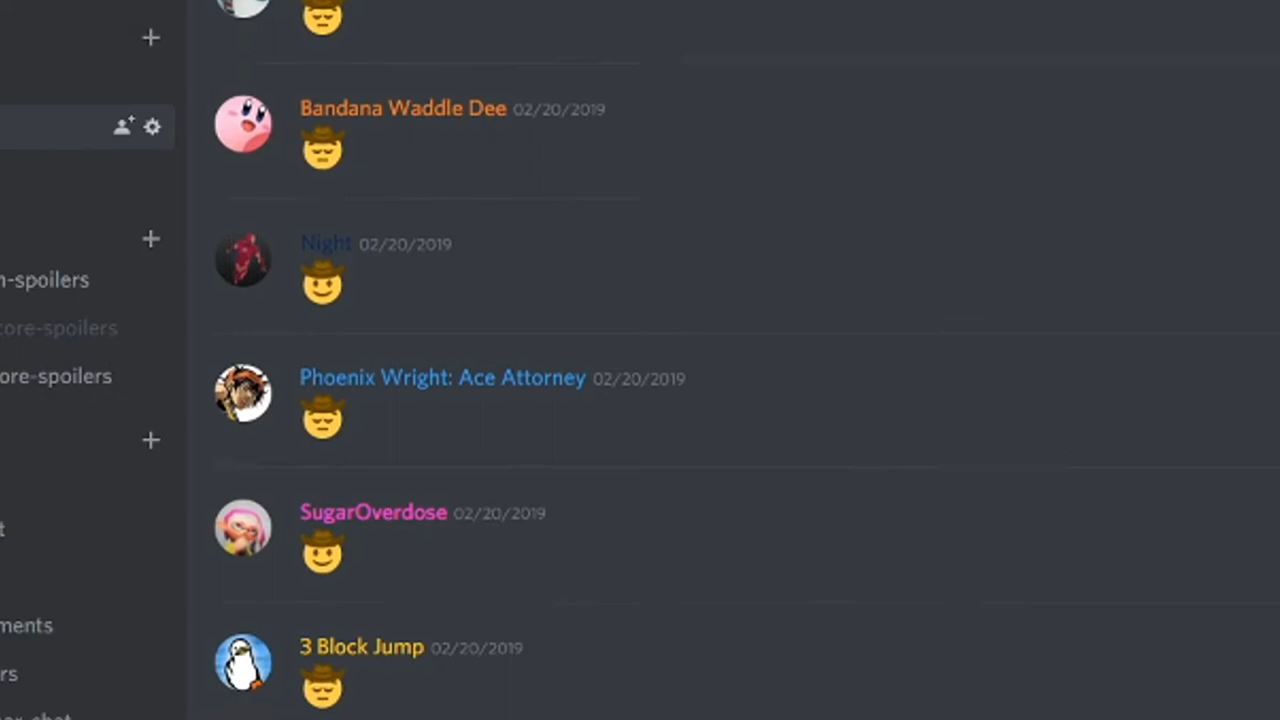 Bandana Waddle Dee 02/20/2019
Night 02/20/2019
-spoilers
core-spoilers
ore-spoilers
Phoenix Wright: Ace Attorney 02/20/2019
SugarOverdose 02/20/2019
ments
rs
3 Block Jump 02/20/2019